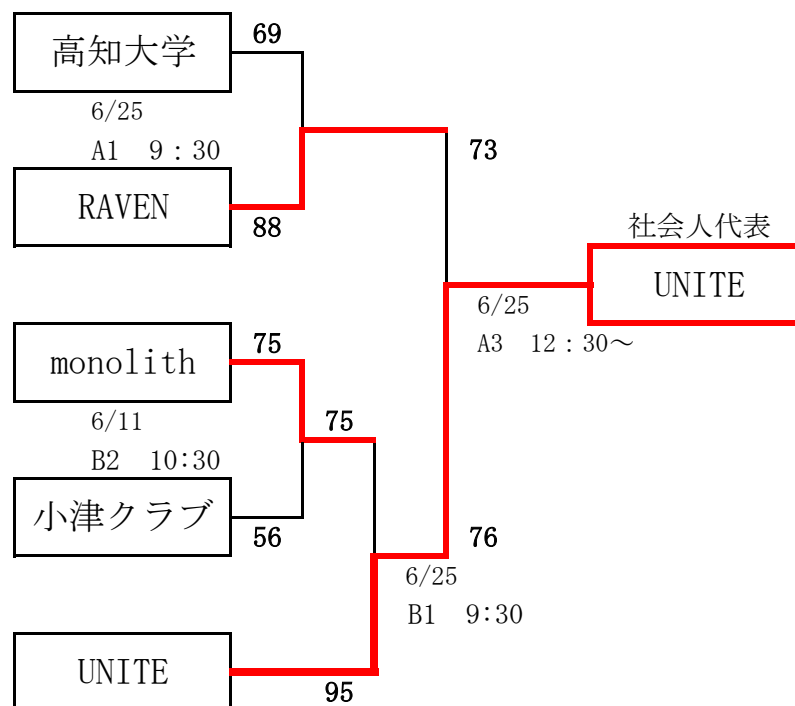 69
高知大学
6/25
A1 9：30
73
RAVEN
88
社会人代表
UNITE
6/25
A3 12：30～
75
monolith
6/11
75
B2 10:30
小津クラブ
56
76
6/25
B1 9:30
UNITE
95